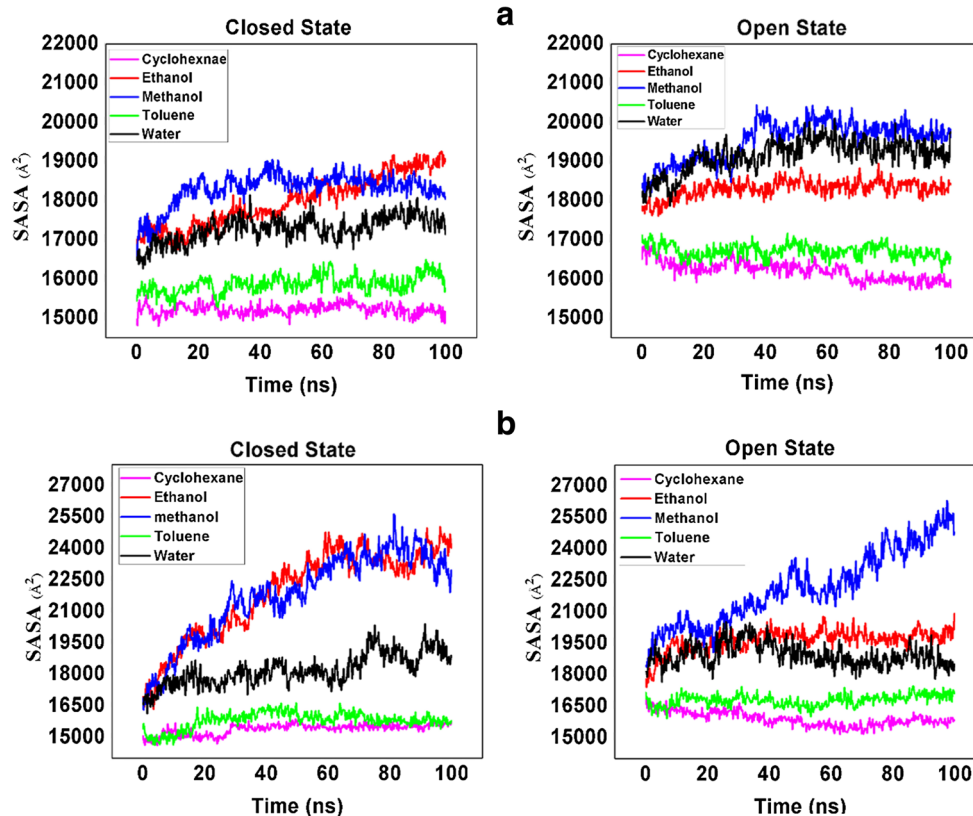 a
Closed State
22000
21000
20000
19000
18000
17000
16000
15000
SASA (Å²)
Cyclohexnae
Ethanol
Methanol
Toluene
Water
0 20 40 60 80 100
Time (ns)
Open State
22000
21000
20000
19000
18000
17000
16000
15000
SASA (Å²)
Cyclohexane
Ethanol
Methanol
Toluene
Water
0 20 40 60 80 100
Time (ns)
b
Closed State
27000
25500
24000
22500
21000
19500
18000
16500
15000
SASA (Å²)
Cyclohexane
Ethanol
methanol
Toluene
Water
0 20 40 60 80 100
Time (ns)
Open State
27000
25500
24000
22500
21000
19500
18000
16500
15000
SASA (Å²)
Cyclohexane
Ethanol
Methanol
Toluene
Water
0 20 40 60 80 100
Time (ns)